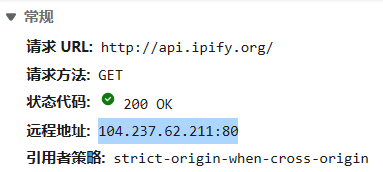 常规
请求 URL: http://api.ipify.org/
请求方法: GET
状态代码: 200 OK
远程地址: 104.237.62.211:80
引用者策略: strict-origin-when-cross-origin